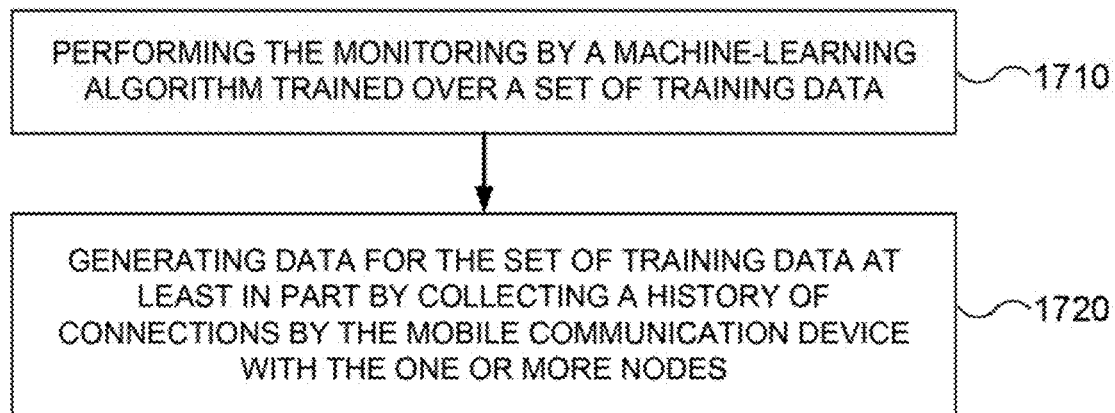 PERFORMING THE MONITORING BY A MACHINE-LEARNING
ALGORITHM TRAINED OVER A SET OF TRAINING DATA
1710
GENERATING DATA FOR THE SET OF TRAINING DATA AT
LEAST IN PART BY COLLECTING A HISTORY OF
CONNECTIONS BY THE MOBILE COMMUNICATION DEVICE
WITH THE ONE OR MORE NODES
1720